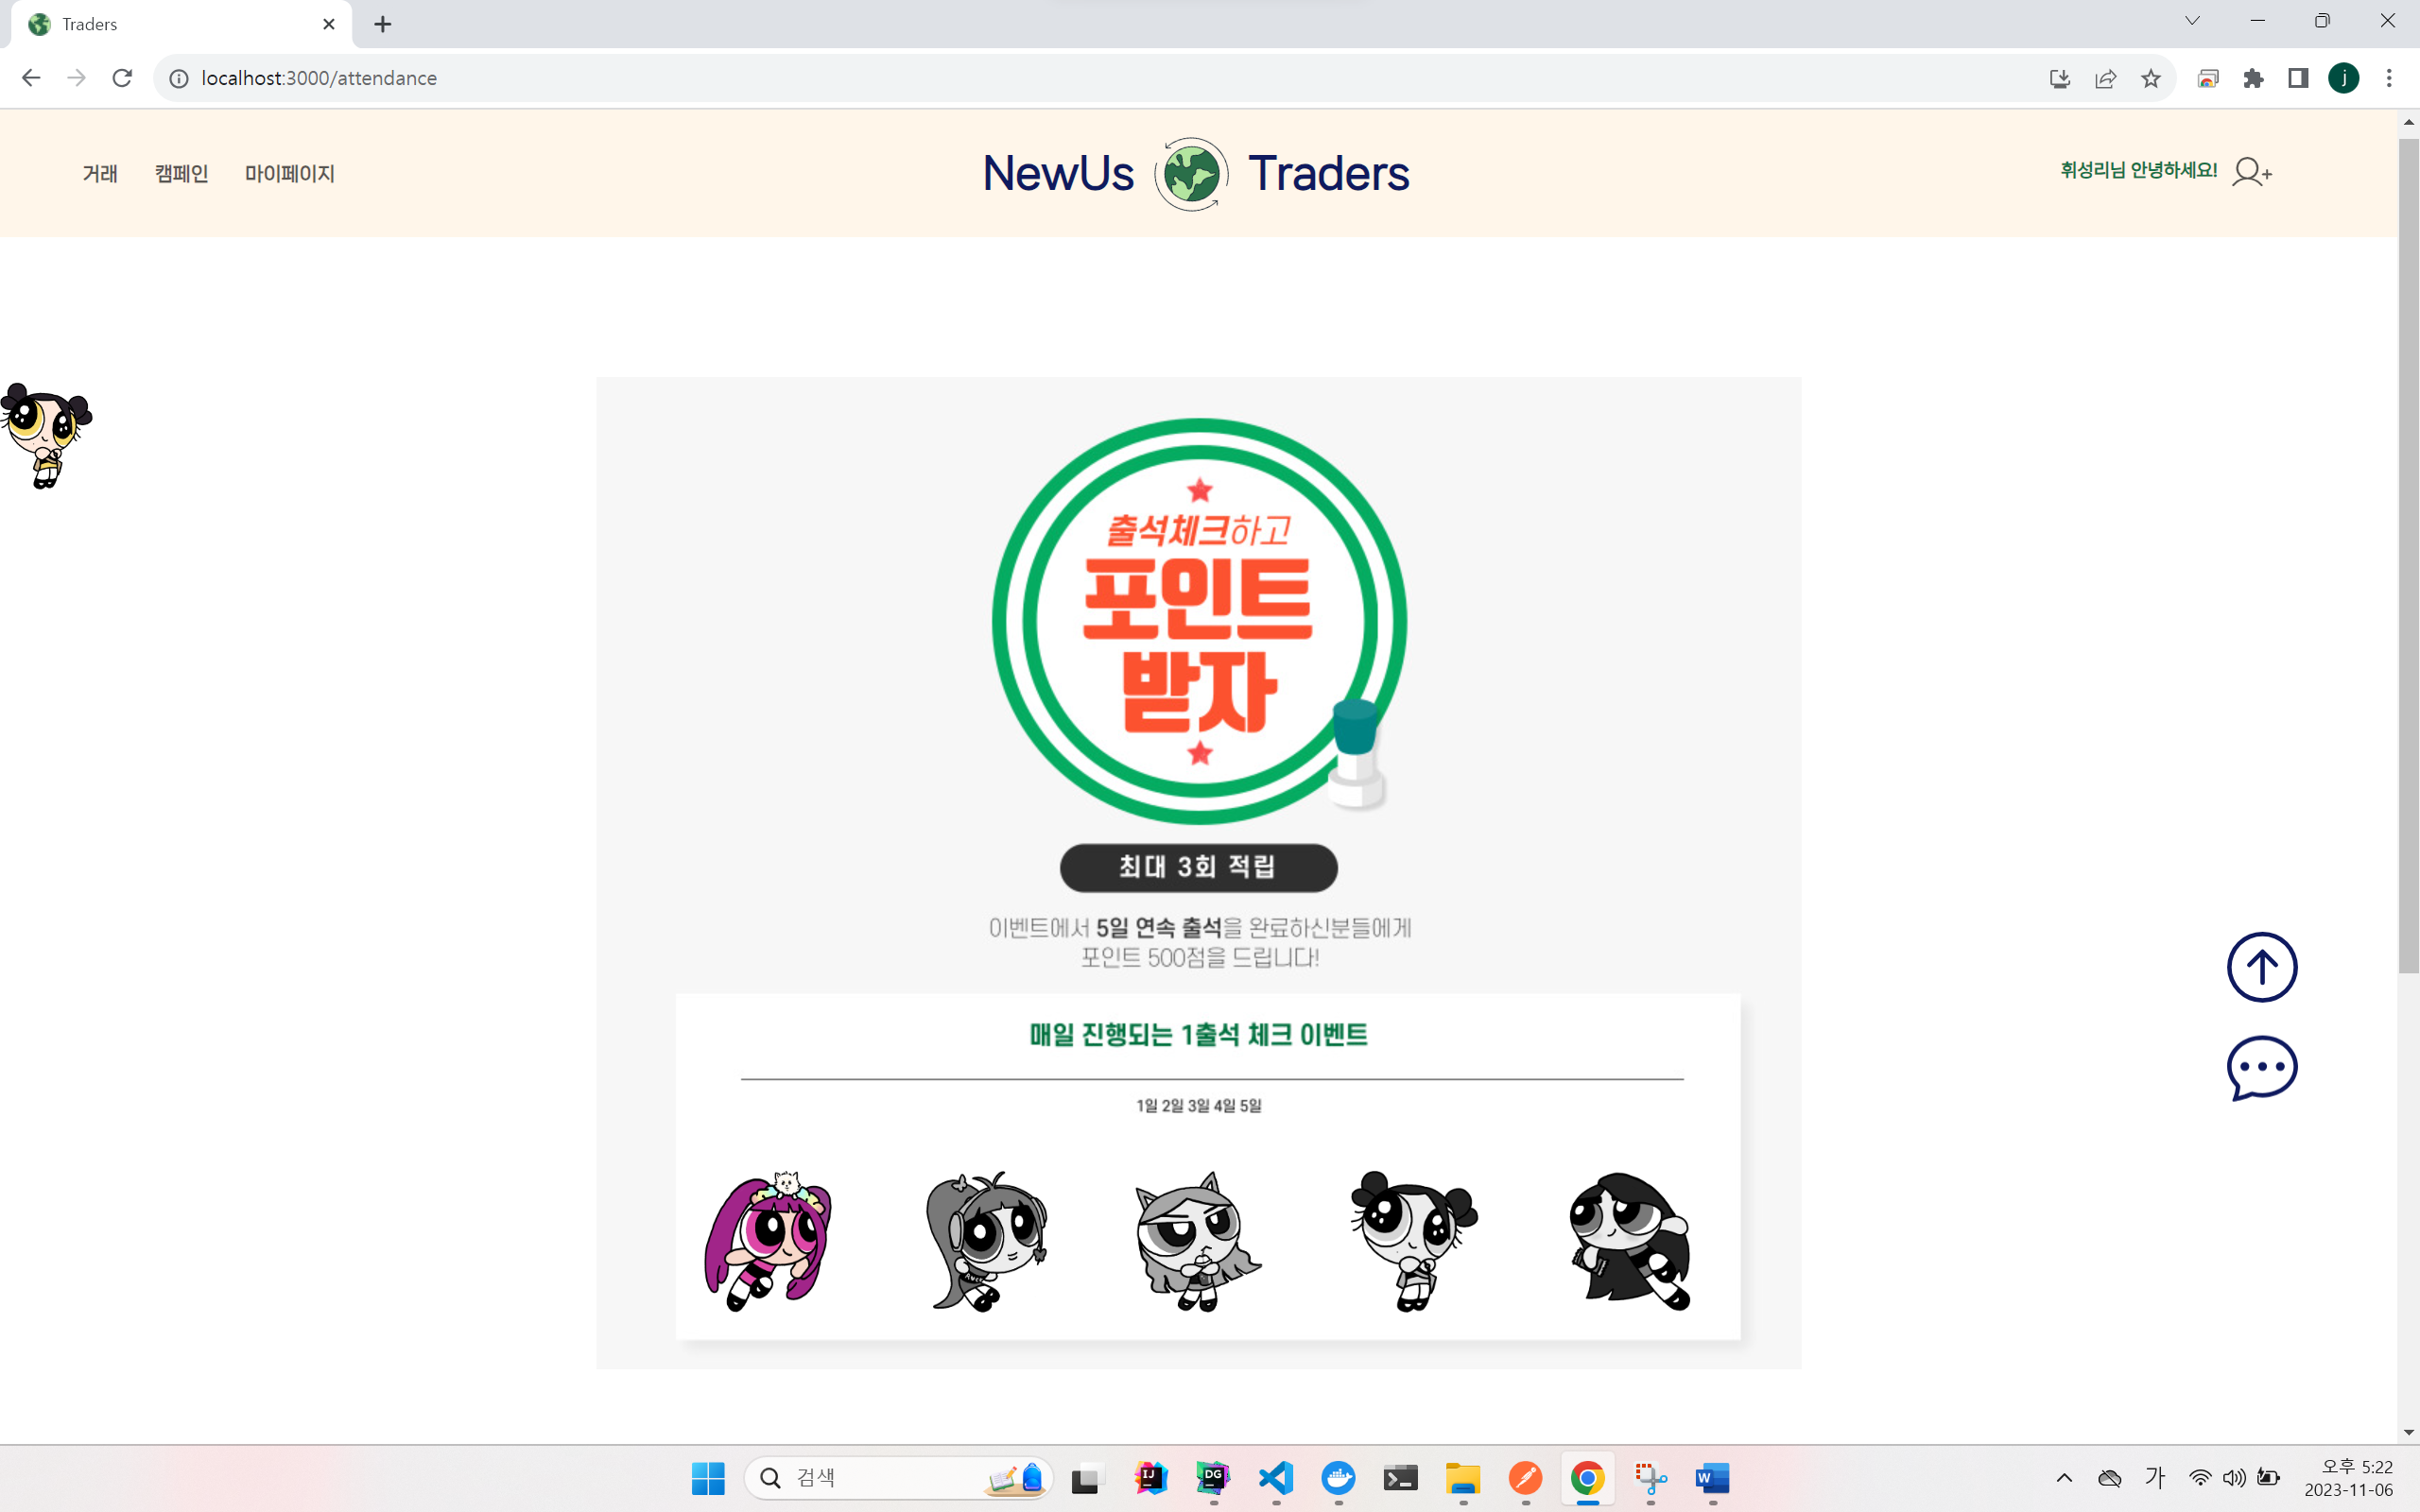 Traders
localhost:3000/attendance
j
거래 캠페인 마이페이지
NewUs Traders
휘성리님 안녕하세요!
출석체크하고
포인트
받자
최대 3회 적립
이벤트에서 5일 연속 출석을 완료하신분들에게
포인트 500점을 드립니다!
매일 진행되는 1출석 체크 이벤트
1일 2일 3일 4일 5일
검색
IJ
DG
W
가
오후 5:22
2023-11-06